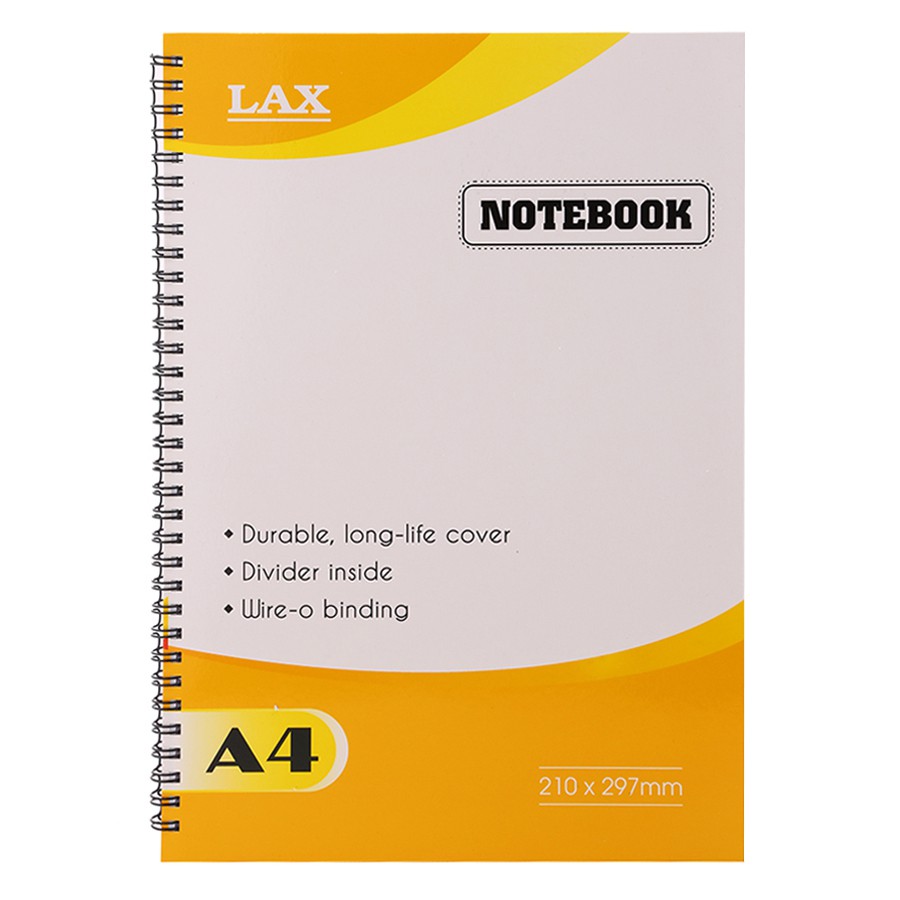 LAX
NOTEBOOK
Durable, long-life cover
Divider inside
Wire-o binding
A4
210 x 297mm